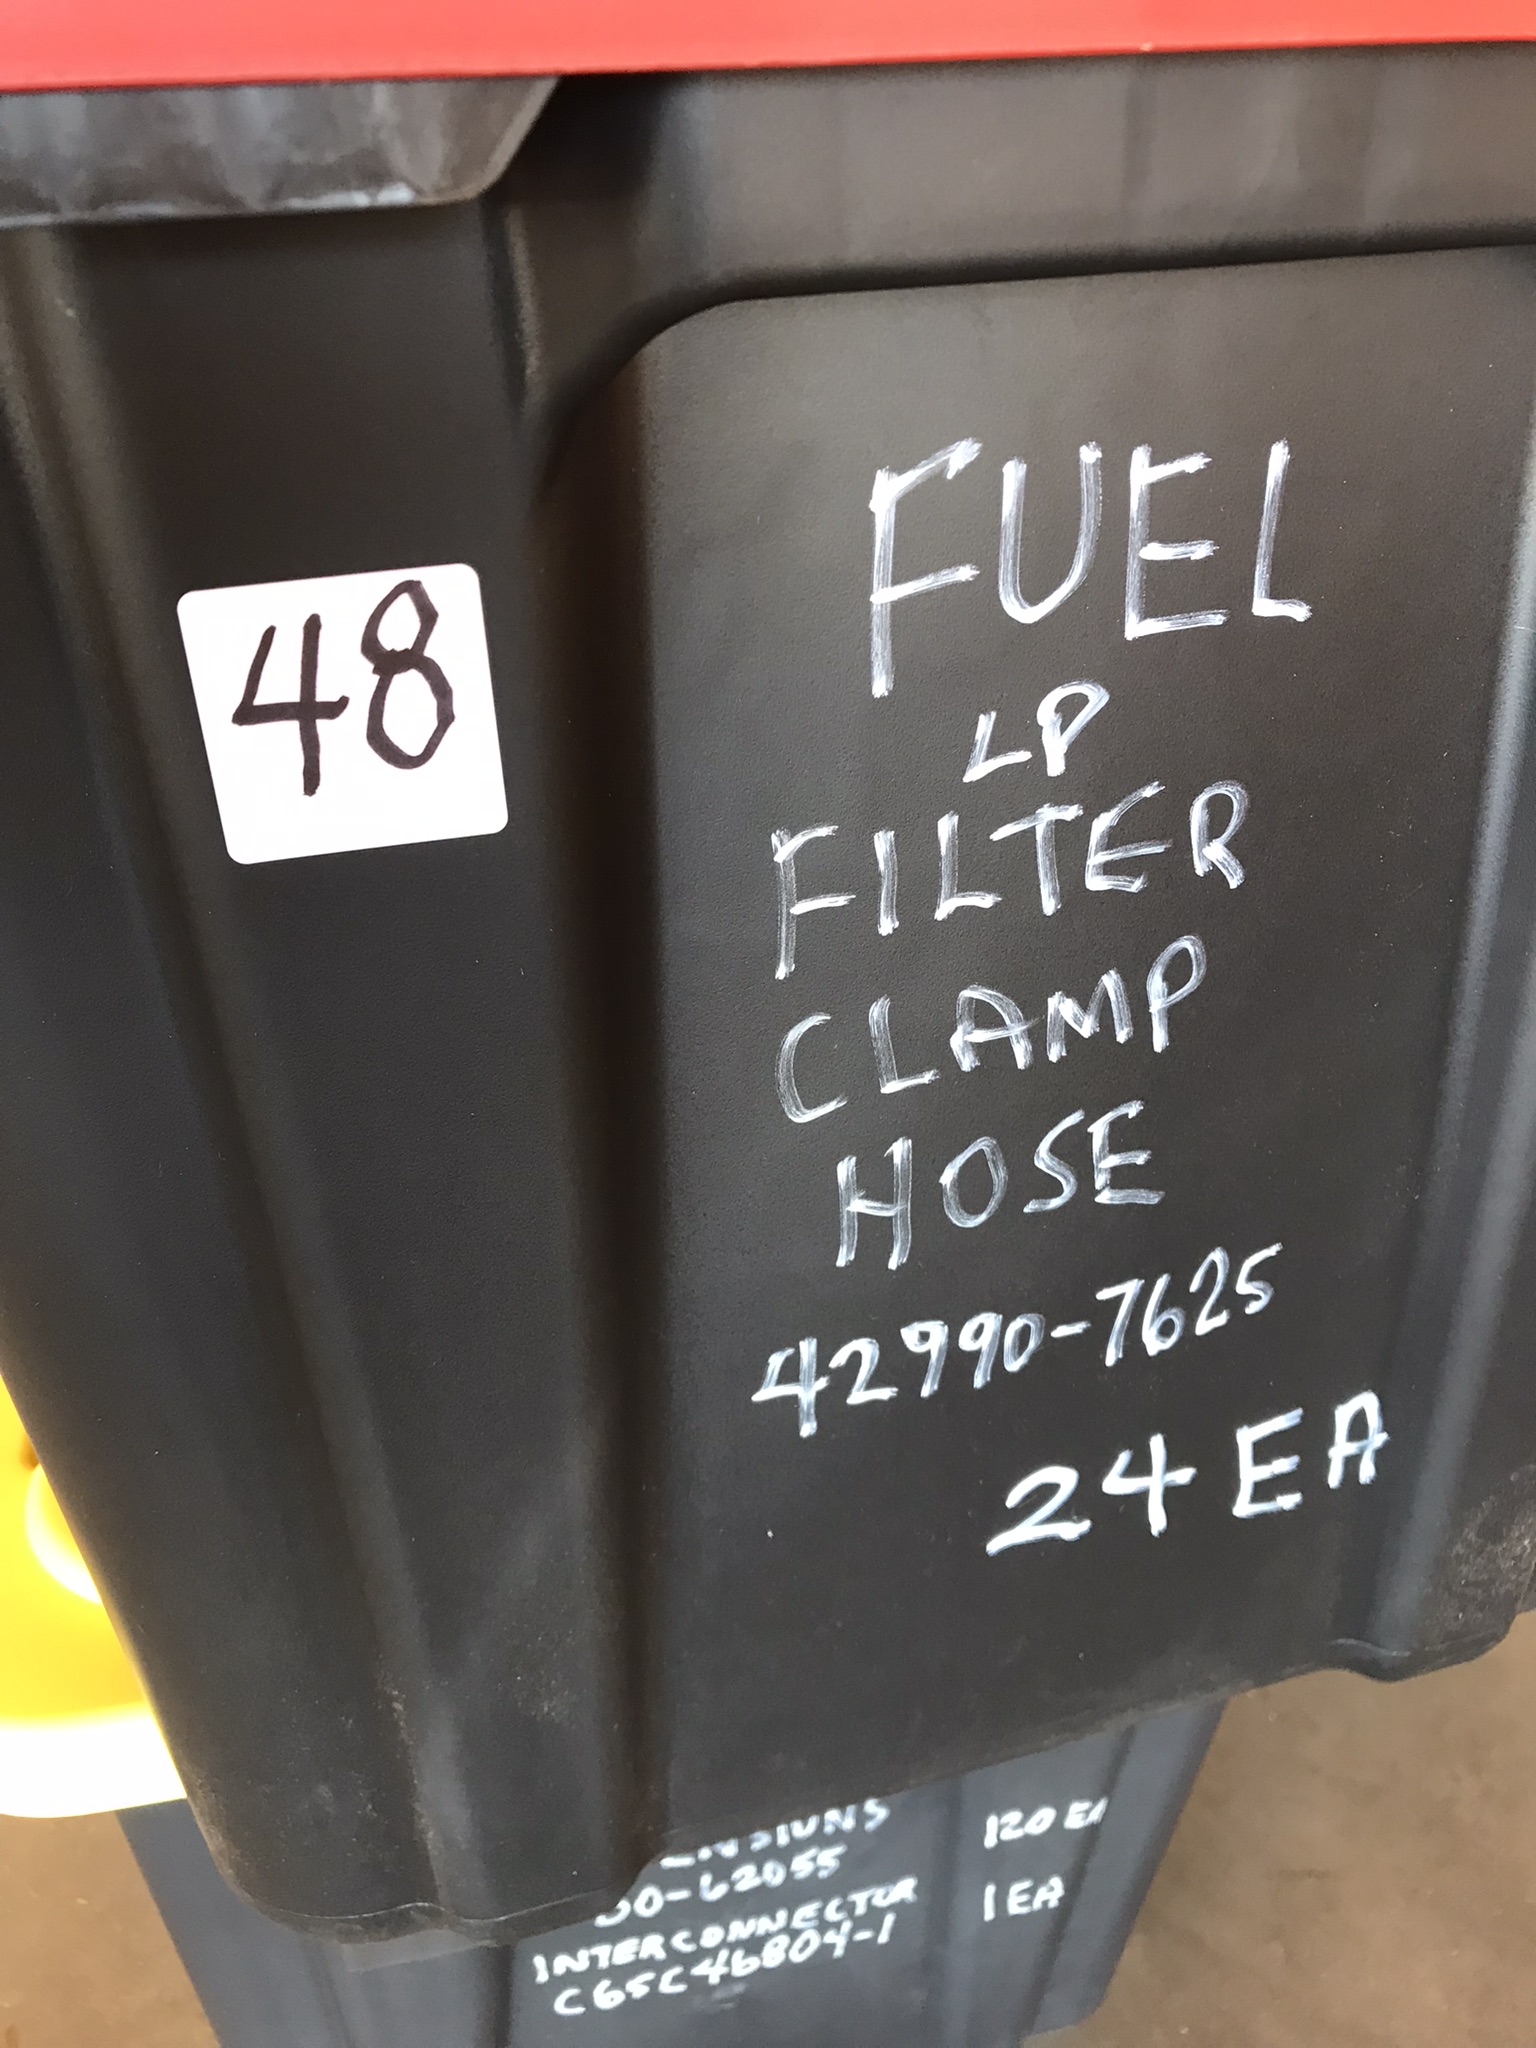 48
FUEL
LP
FILTER
CLAMP
HOSE
42990-7625
24 EA
120 EA
INTERCONNECTOR 1 EA
C65C46804-1